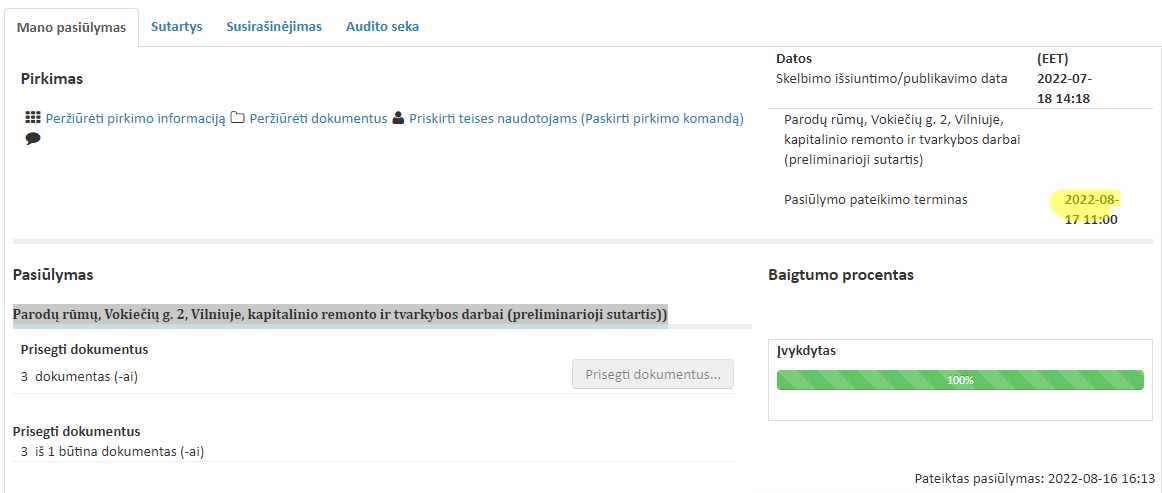 Mano pasiūlymas Sutartys Susirašinėjimas Audito seka
Pirkimas
Peržiūrėti pirkimo informaciją Peržiūrėti dokumentus Priskirti teises naudotojams (Paskirti pirkimo komandą)
Datos (EET)
Skelbimo išsiuntimo/publikavimo data 2022-07-
18 14:18
Parodų rūmų, Vokiečių g. 2, Vilniuje,
kapitalinio remonto ir tvarkybos darbai
(preliminarioji sutartis)
Pasiūlymo pateikimo terminas 2022-08-
17 11:00
Pasiūlymas
Parodų rūmų, Vokiečių g. 2, Vilniuje, kapitalinio remonto ir tvarkybos darbai (preliminarioji sutartis))
Prisegti dokumentus
3 dokumentas (-ai) Prisegti dokumentus...
Prisegti dokumentus
3 iš 1 būtina dokumentas (-ai)
Baigtumo procentas
Įvykdytas
100%
Pateiktas pasiūlymas: 2022-08-16 16:13